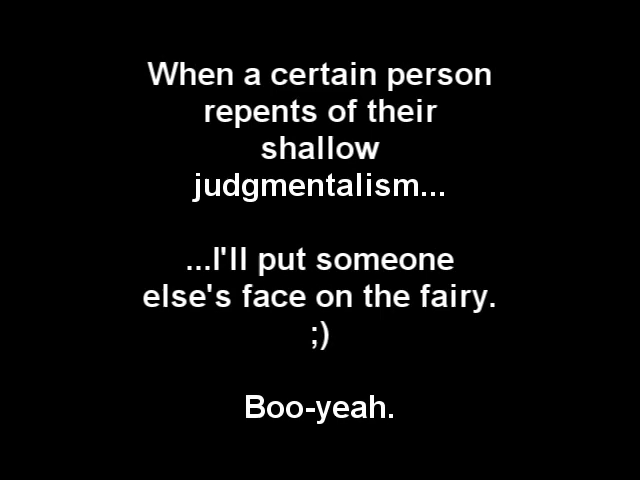 When a certain person
repents of their
shallow
judgmentalism...
...I'll put someone
else's face on the fairy.
;)
Boo-yeah.